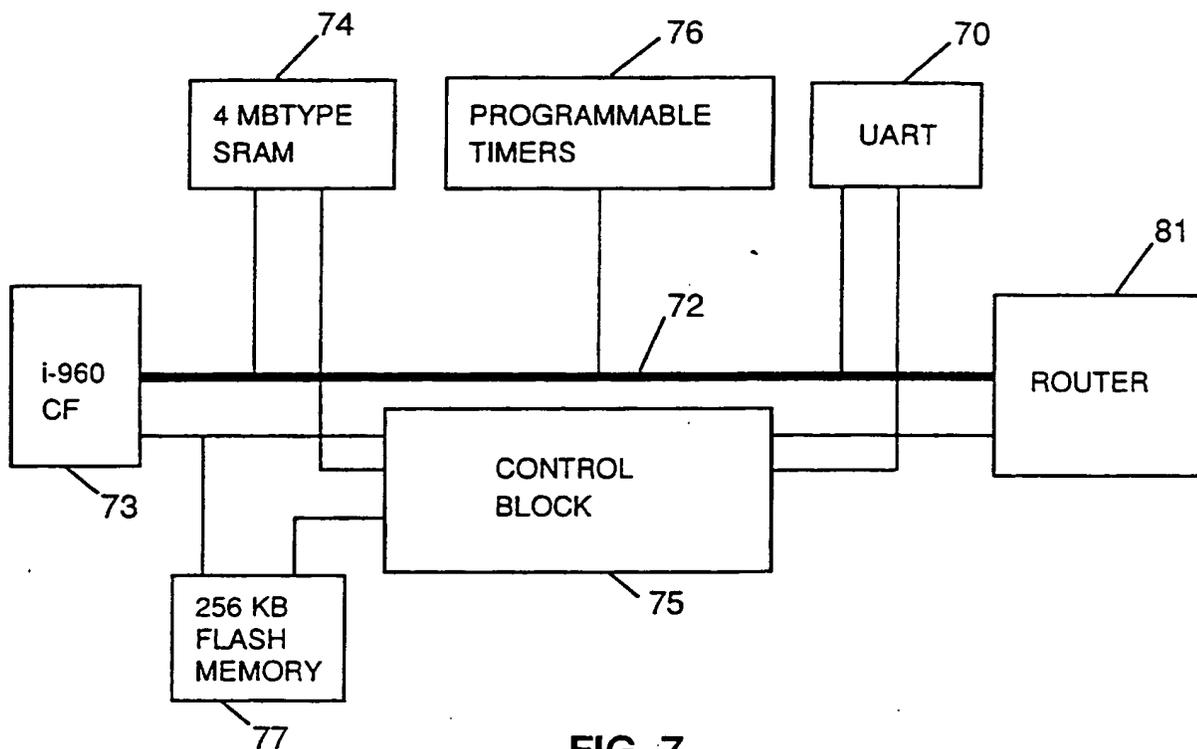 74
76
70
4 MBTYPE
SRAM
PROGRAMMABLE
TIMERS
UART
81
72
i-960
CF
ROUTER
CONTROL
BLOCK
73
75
256 KB
FLASH
MEMORY
77
FIG. 7